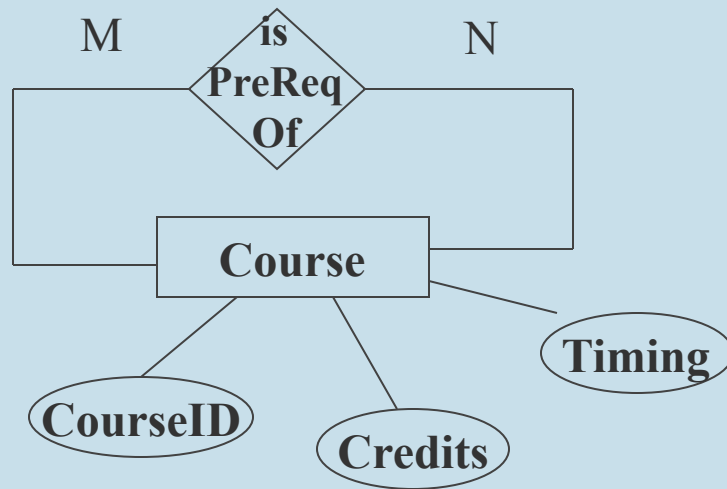 M
is
N
PreReq
Of
Course
Timing
CourseID
Credits